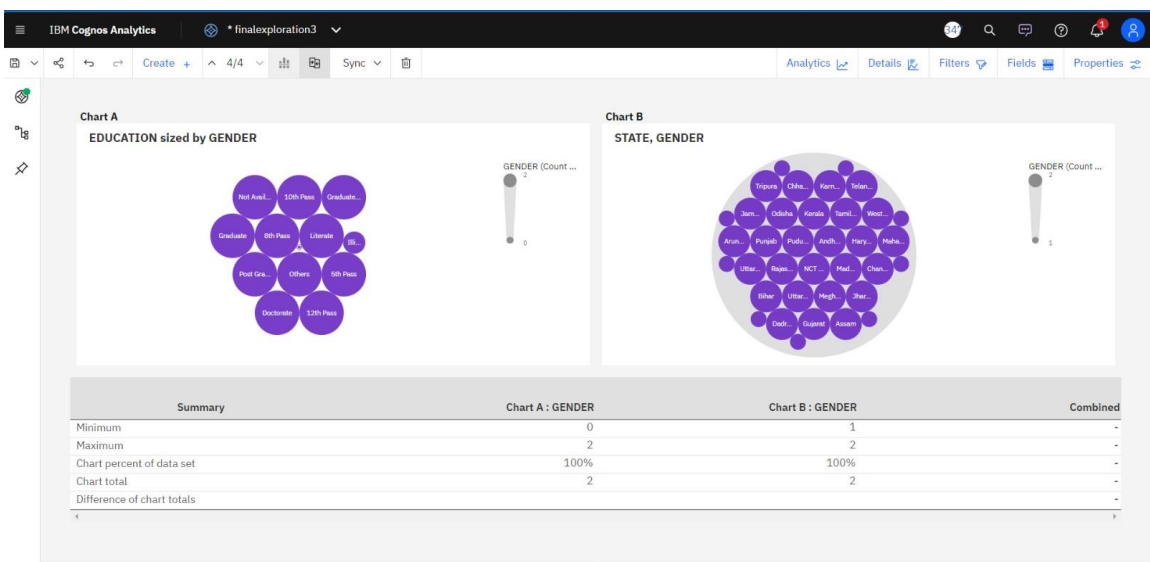 IBM Cognos Analytics * finalexploration3
1
Create + 4/4 Sync Analytics Details Filters Fields Properties
Chart A
EDUCATION sized by GENDER
GENDER (Count ...
2
0
Not Avail...
10th Pass
Graduate...
Graduate
8th Pass
Literate
Illi...
Post Gra...
Others
5th Pass
Doctorate
12th Pass
Chart B
STATE, GENDER
GENDER (Count ...
2
1
Tripura
Chha...
Karn...
Telan...
Jam...
Odisha
Kerala
Tamil...
West...
Arun...
Punjab
Pudu...
Andh...
Hary...
Maha...
Uttar...
Rajas...
NCT ...
Mad...
Chan...
Bihar
Uttar...
Megh...
Jhar...
Dadr...
Gujarat
Assam
Summary Chart A : GENDER Chart B : GENDER Combined
Minimum 0 1 -
Maximum 2 2 -
Chart percent of data set 100% 100% -
Chart total 2 2 -
Difference of chart totals -